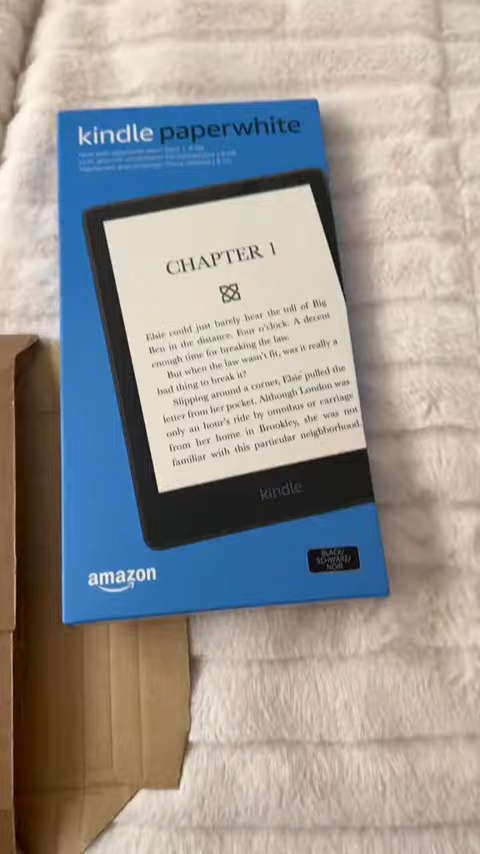 kindle paperwhite
CHAPTER 1
Elsie could just barely hear the toll of Big
Ben in the distance. Four o'clock. A decent
enough time for breaking the law.
But when the law wasn't fit, was it really a
bad thing to break it?
Slipping around a corner, Elsie pulled the
letter from her pocket. Although London was
only an hour's ride by omnibus or carriage
from her home in Brookley, she was not
familiar with this particular neighborhood.
kindle
amazon
BLACK/
SCHWARZ/
NOIR